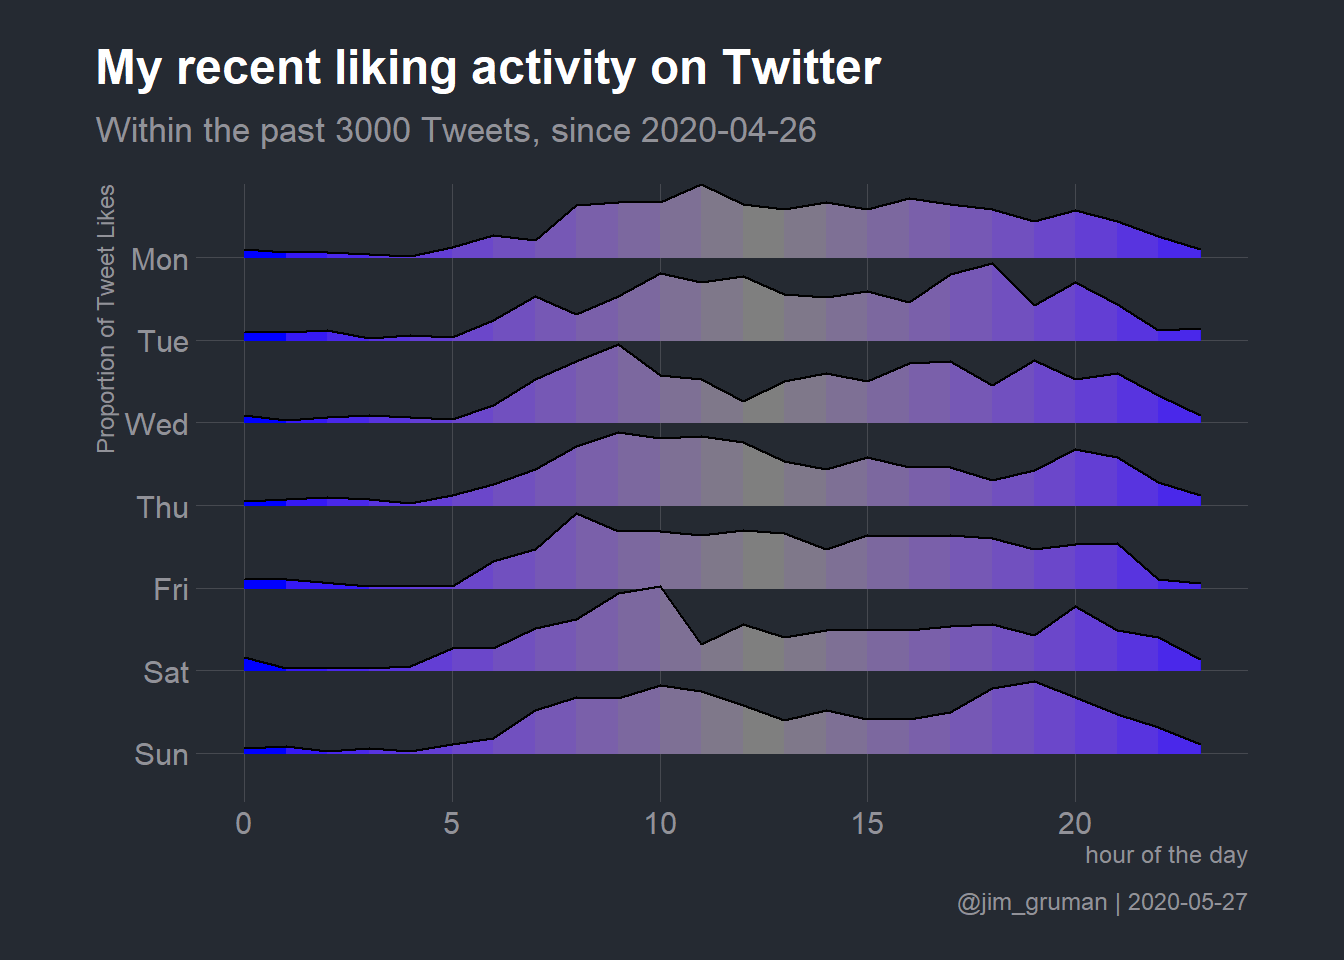 My recent liking activity on Twitter
Within the past 3000 Tweets, since 2020-04-26
Proportion of Tweet Likes
Mon
Tue
Wed
Thu
Fri
Sat
Sun
0 5 10 15 20
hour of the day
@jim_gruman | 2020-05-27